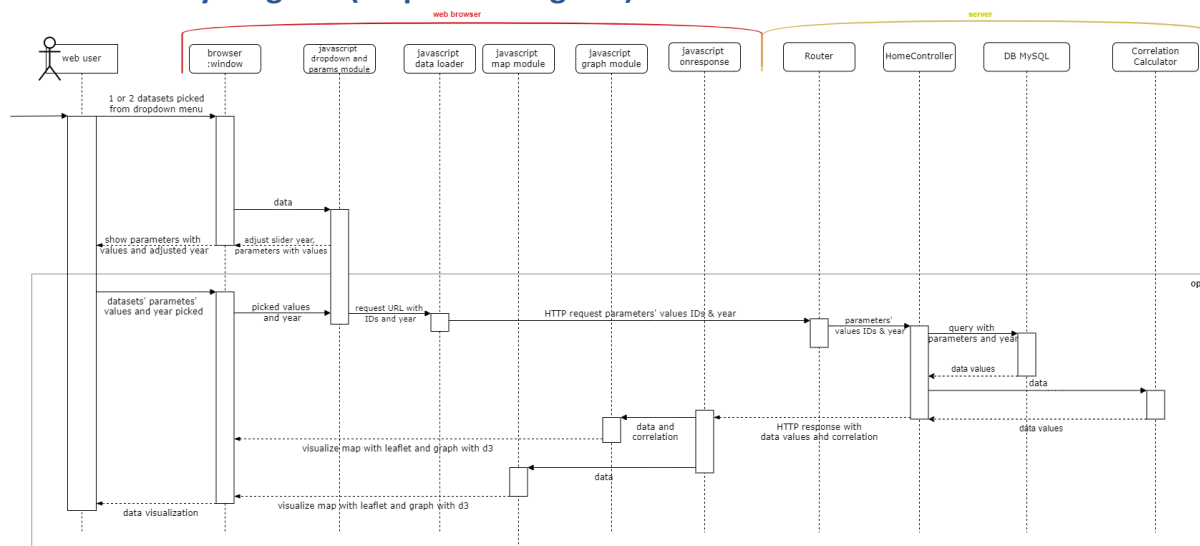 web browser
server
web user
browser
:window
javascript
dropdown and
params module
javascript
data loader
javascript
map module
javascript
graph module
javascript
onresponse
Router
HomeController
DB MySQL
Correlation
Calculator
1 or 2 datasets picked
from dropdown menu
data
show parameters with
values and adjusted year
adjust slider year,
parameters with values
op
datasets' parametes'
values and year picked
picked values
and year
request URL with
IDs and year
HTTP request parameters' values IDs & year
parameters'
values IDs & year
query with
parameters and year
data values
data
data and
correlation
HTTP response with
data values and correlation
data values
visualize map with leaflet and graph with d3
data
visualize map with leaflet and graph with d3
data visualization